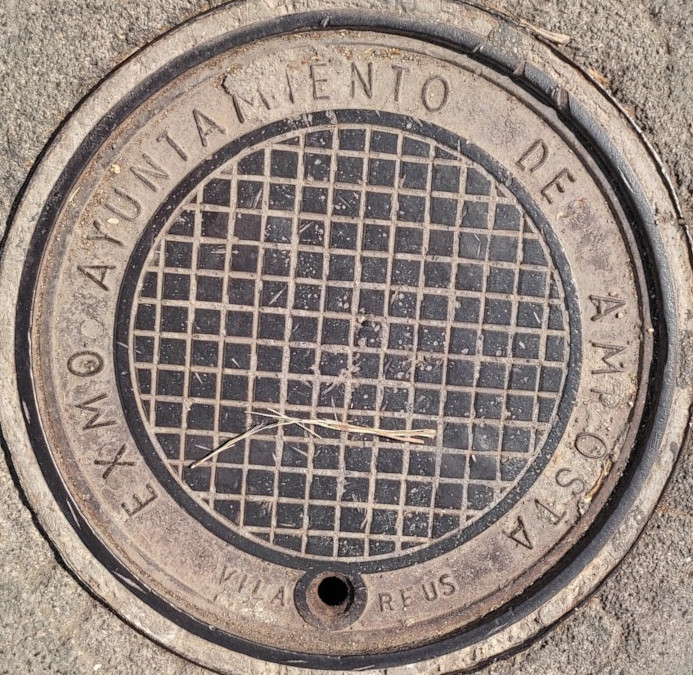 EXMO AYUNTAMIENTO DE AMPOSTA
VILA REUS